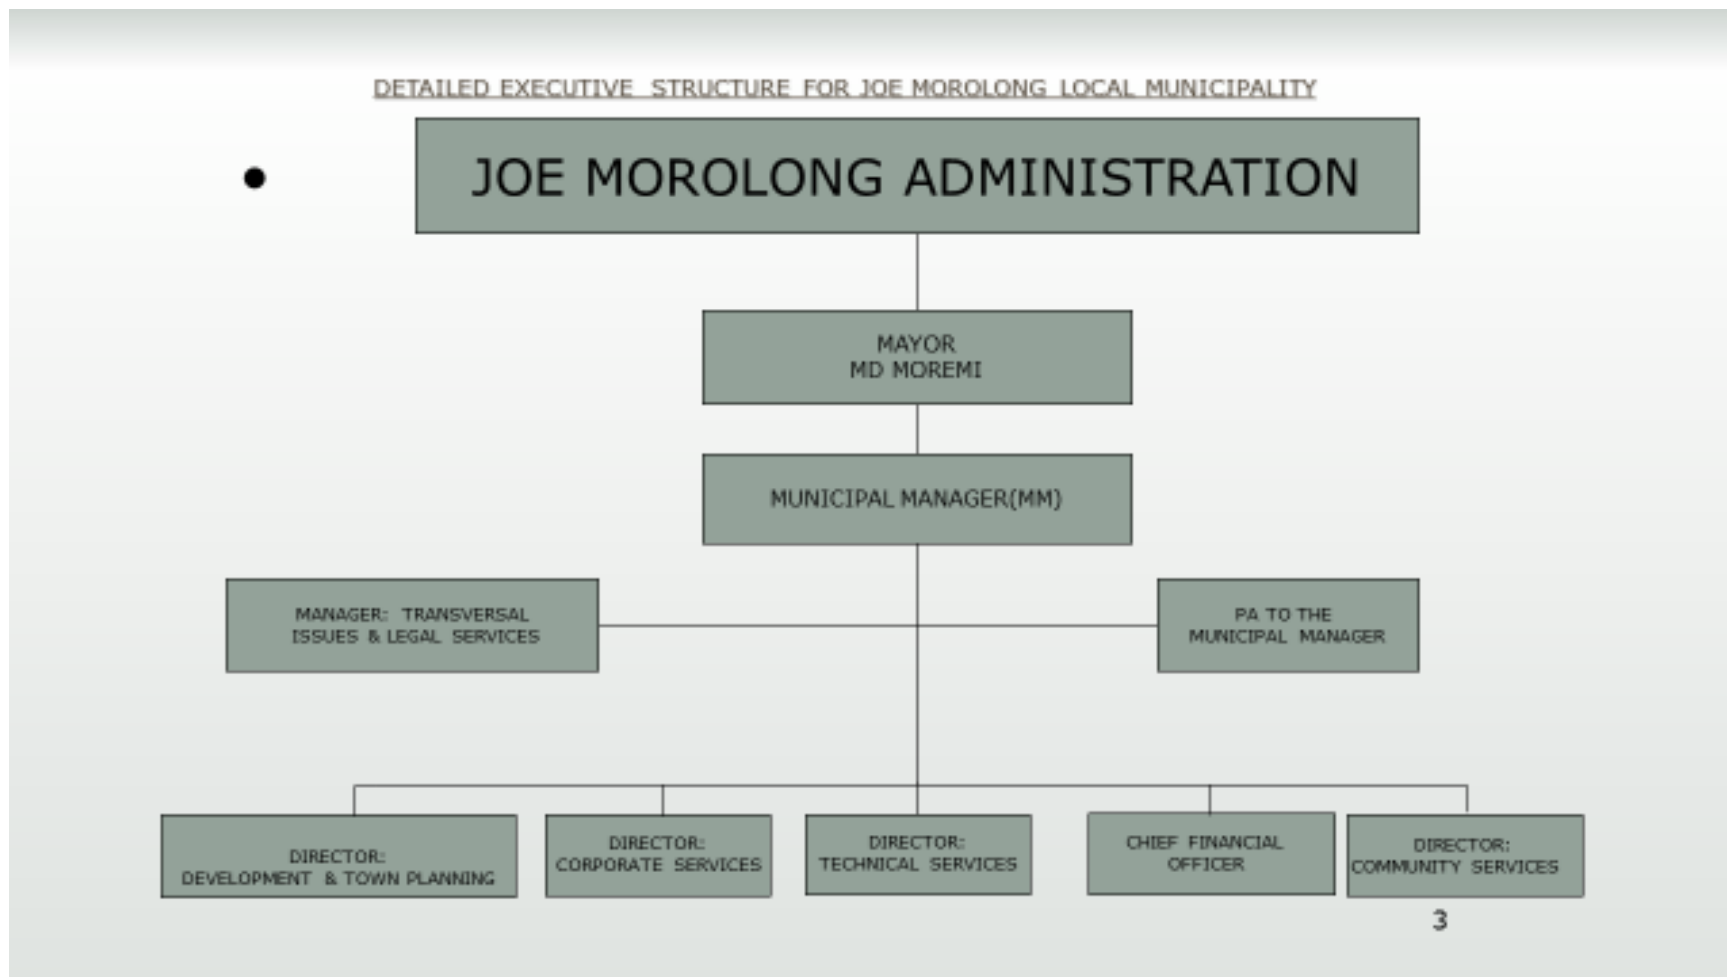 DETAILED EXECUTIVE STRUCTURE FOR JOE MOROLONG LOCAL MUNICIPALITY
● JOE MOROLONG ADMINISTRATION
MAYOR
MD MOREMI
MUNICIPAL MANAGER(MM)
MANAGER: TRANSVERSAL
ISSUES & LEGAL SERVICES
PA TO THE
MUNICIPAL MANAGER
DIRECTOR:
DEVELOPMENT & TOWN PLANNING
DIRECTOR:
CORPORATE SERVICES
DIRECTOR:
TECHNICAL SERVICES
CHIEF FINANCIAL
OFFICER
DIRECTOR:
COMMUNITY SERVICES
3